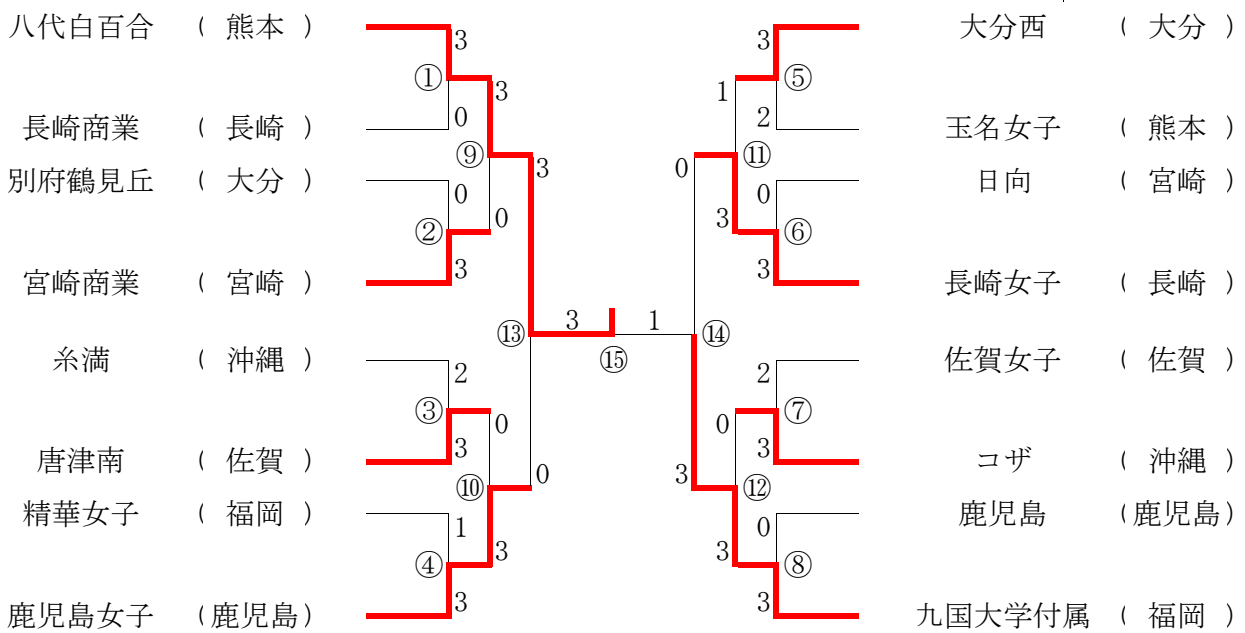 八代白百合 ( 熊本 ) 3 3 大分西 ( 大分 )
① 3 1 ⑤
長崎商業 ( 長崎 ) 0 2 玉名女子 ( 熊本 )
⑨ 3 0 ⑪
別府鶴見丘 ( 大分 ) 0 0 日向 ( 宮崎 )
② 0 3 ⑥
宮崎商業 ( 宮崎 ) 3 3 長崎女子 ( 長崎 )
⑬ 3 1 ⑭
⑮
糸満 ( 沖縄 ) 2 2 佐賀女子 ( 佐賀 )
③ 0 0 ⑦
唐津南 ( 佐賀 ) 3 3 コザ ( 沖縄 )
⑩ 0 3 ⑫
精華女子 ( 福岡 ) 1 0 鹿児島 (鹿児島)
④ 3 3 ⑧
鹿児島女子 (鹿児島) 3 3 九国大学付属 ( 福岡 )